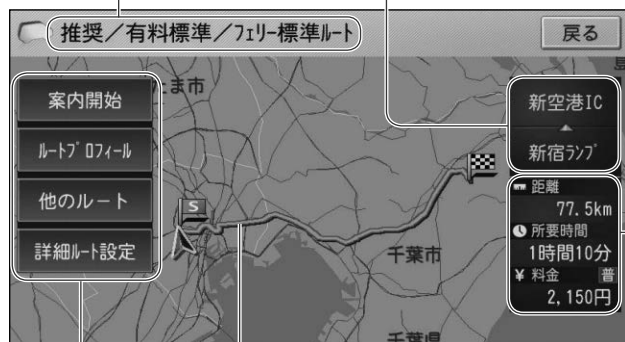 推奨／有料標準／フェリー標準ルート
戻る
たま市
案内開始
ルートプロフィール
他のルート
詳細ルート設定
新空港IC
新宿ランプ
距離
77.5km
所要時間
1時間10分
¥ 料金 普
2,150円
S
千葉市
千葉県